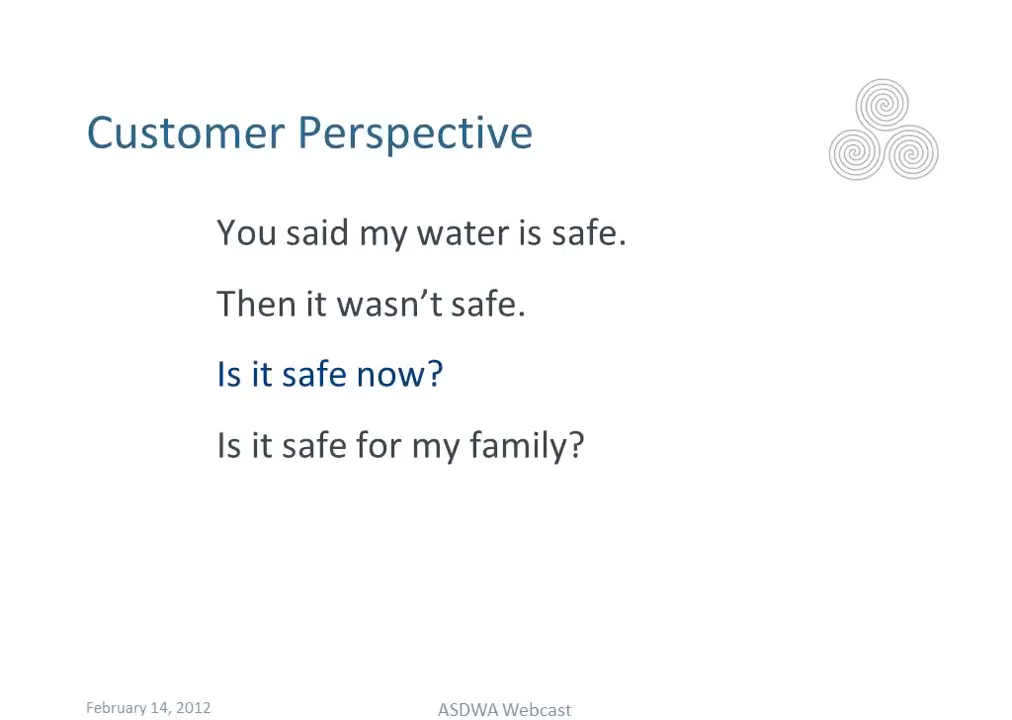 Customer Perspective
You said my water is safe.
Then it wasn’t safe.
Is it safe now?
Is it safe for my family?
February 14, 2012
ASDWA Webcast